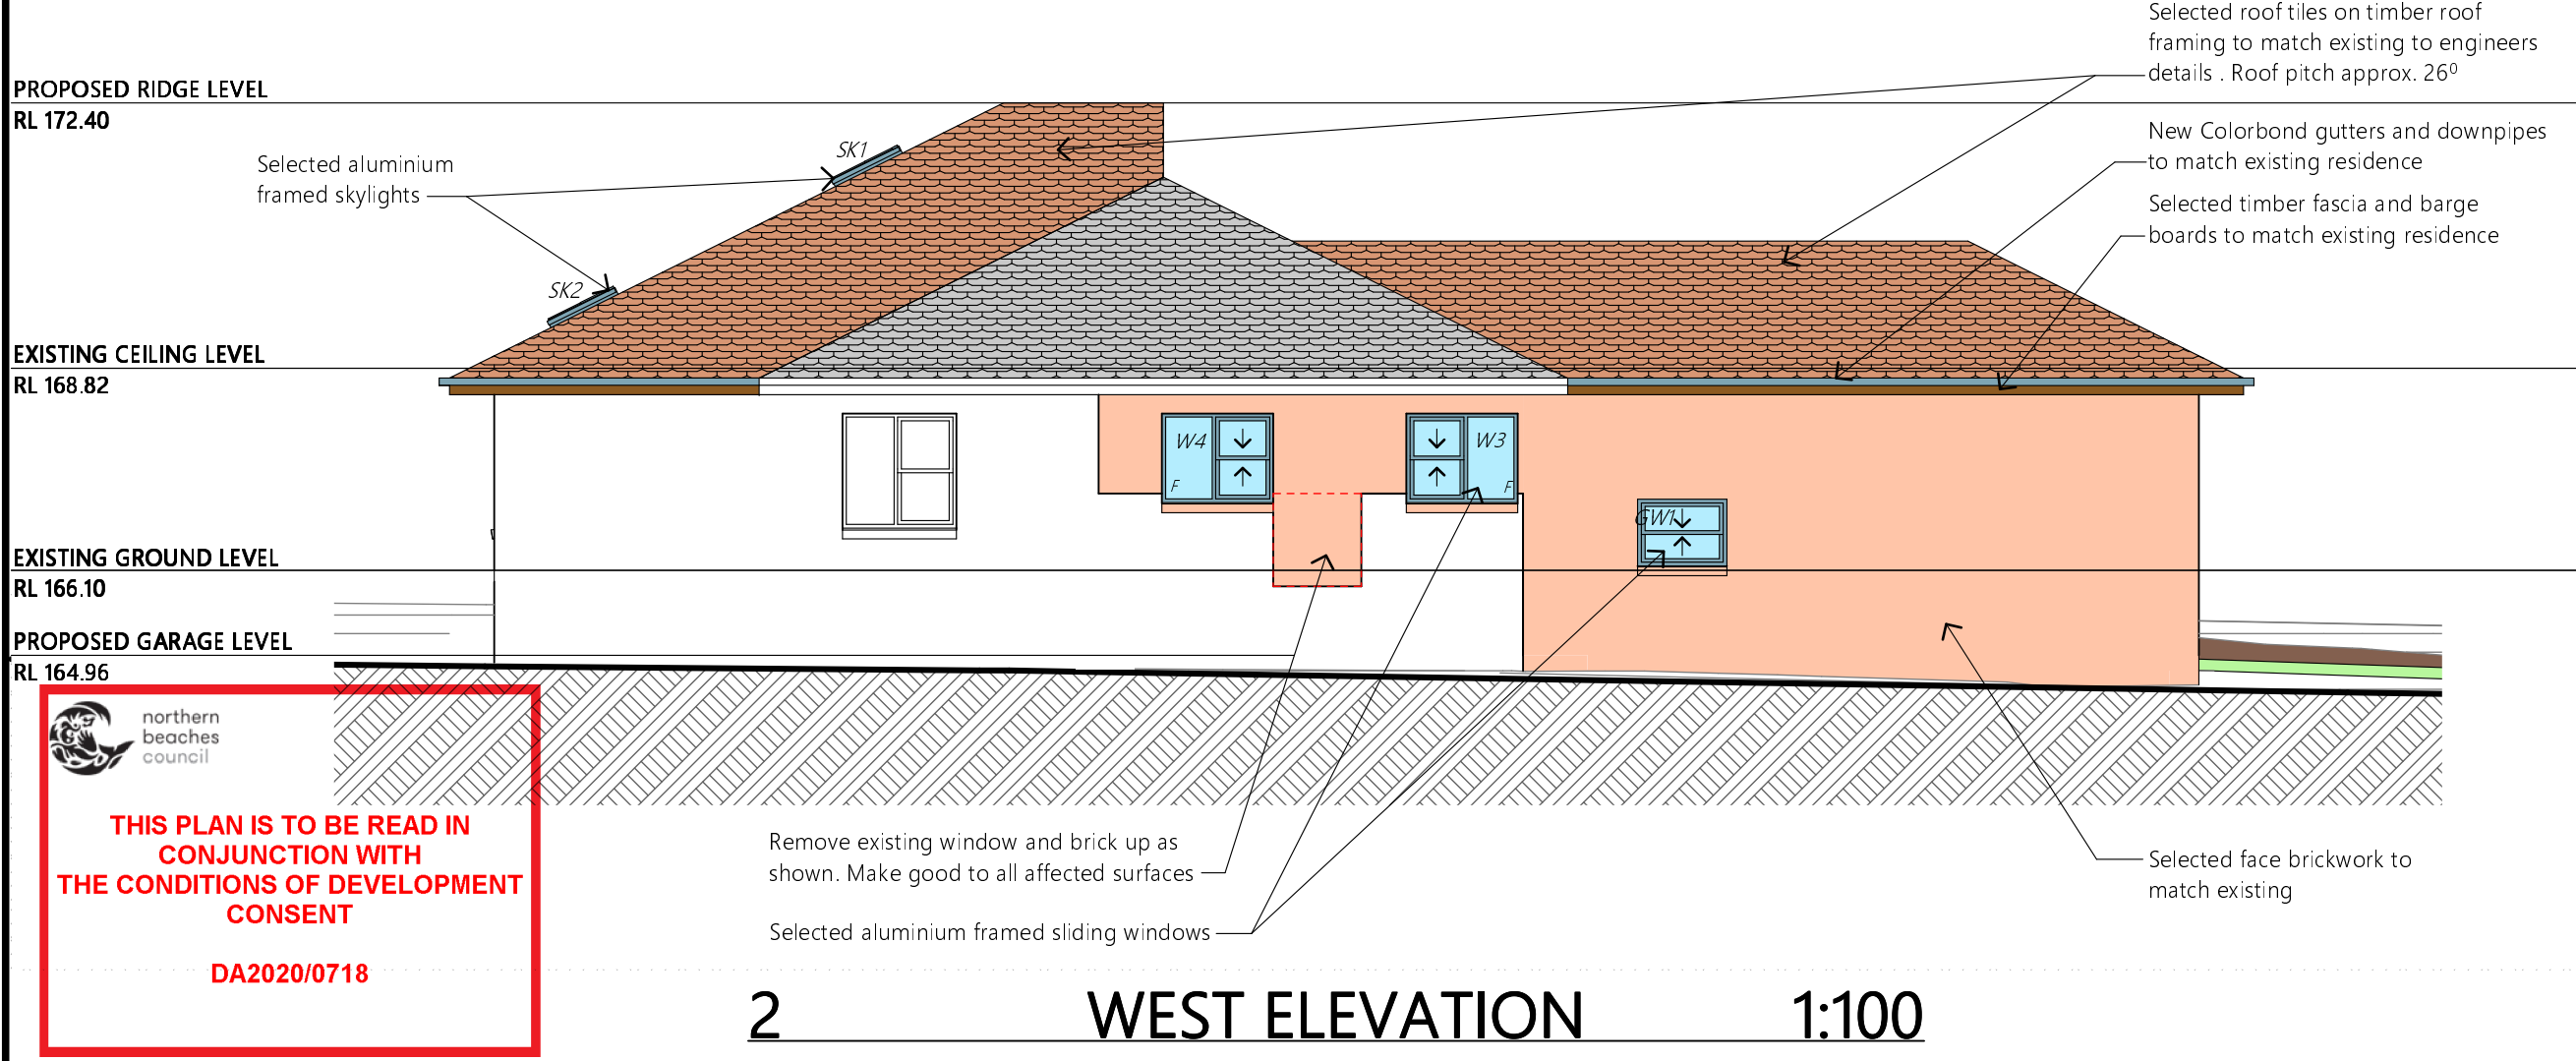 Selected roof tiles on timber roof
framing to match existing to engineers
details . Roof pitch approx. 26⁰
PROPOSED RIDGE LEVEL
RL 172.40
New Colorbond gutters and downpipes
to match existing residence
SK1
Selected aluminium
framed skylights
Selected timber fascia and barge
boards to match existing residence
SK2
EXISTING CEILING LEVEL
RL 168.82
W4
F
W3
F
GW1
EXISTING GROUND LEVEL
RL 166.10
PROPOSED GARAGE LEVEL
RL 164.96
northern
beaches
council
THIS PLAN IS TO BE READ IN
CONJUNCTION WITH
THE CONDITIONS OF DEVELOPMENT
CONSENT
DA2020/0718
Remove existing window and brick up as
shown. Make good to all affected surfaces
Selected aluminium framed sliding windows
Selected face brickwork to
match existing
2 WEST ELEVATION 1:100